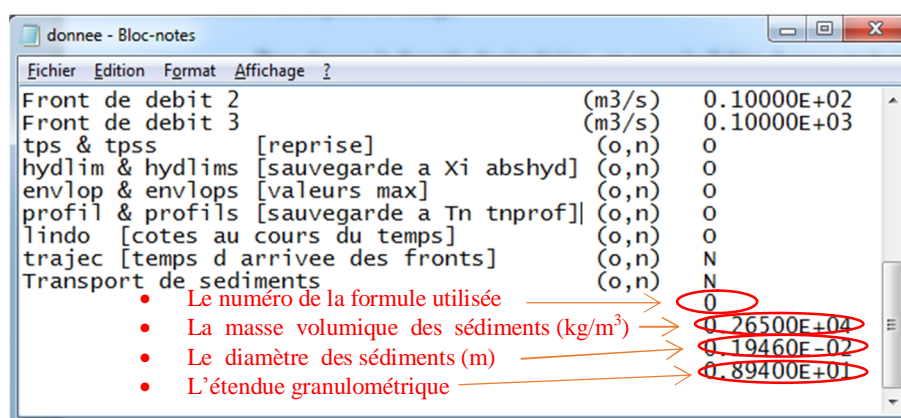 donnee - Bloc-notes
Fichier Edition Format Affichage ?
Front de debit 2 (m3/s) 0.10000E+02
Front de debit 3 (m3/s) 0.10000E+03
tps & tpss [reprise] (o,n) O
hydlim & hydlims [sauvegarde a Xi abshyd] (o,n) O
envlop & envlops [valeurs max] (o,n) O
profil & profils [sauvegarde a Tn tnprof] (o,n) O
lindo [cotes au cours du temps] (o,n) O
trajec [temps d arrivee des fronts] (o,n) N
Transport de sediments (o,n) N
• Le numéro de la formule utilisée 0
• La masse volumique des sédiments (kg/m³) 0.26500E+04
• Le diamètre des sédiments (m) 0.19460E-02
• L'étendue granulométrique 0.89400E+01